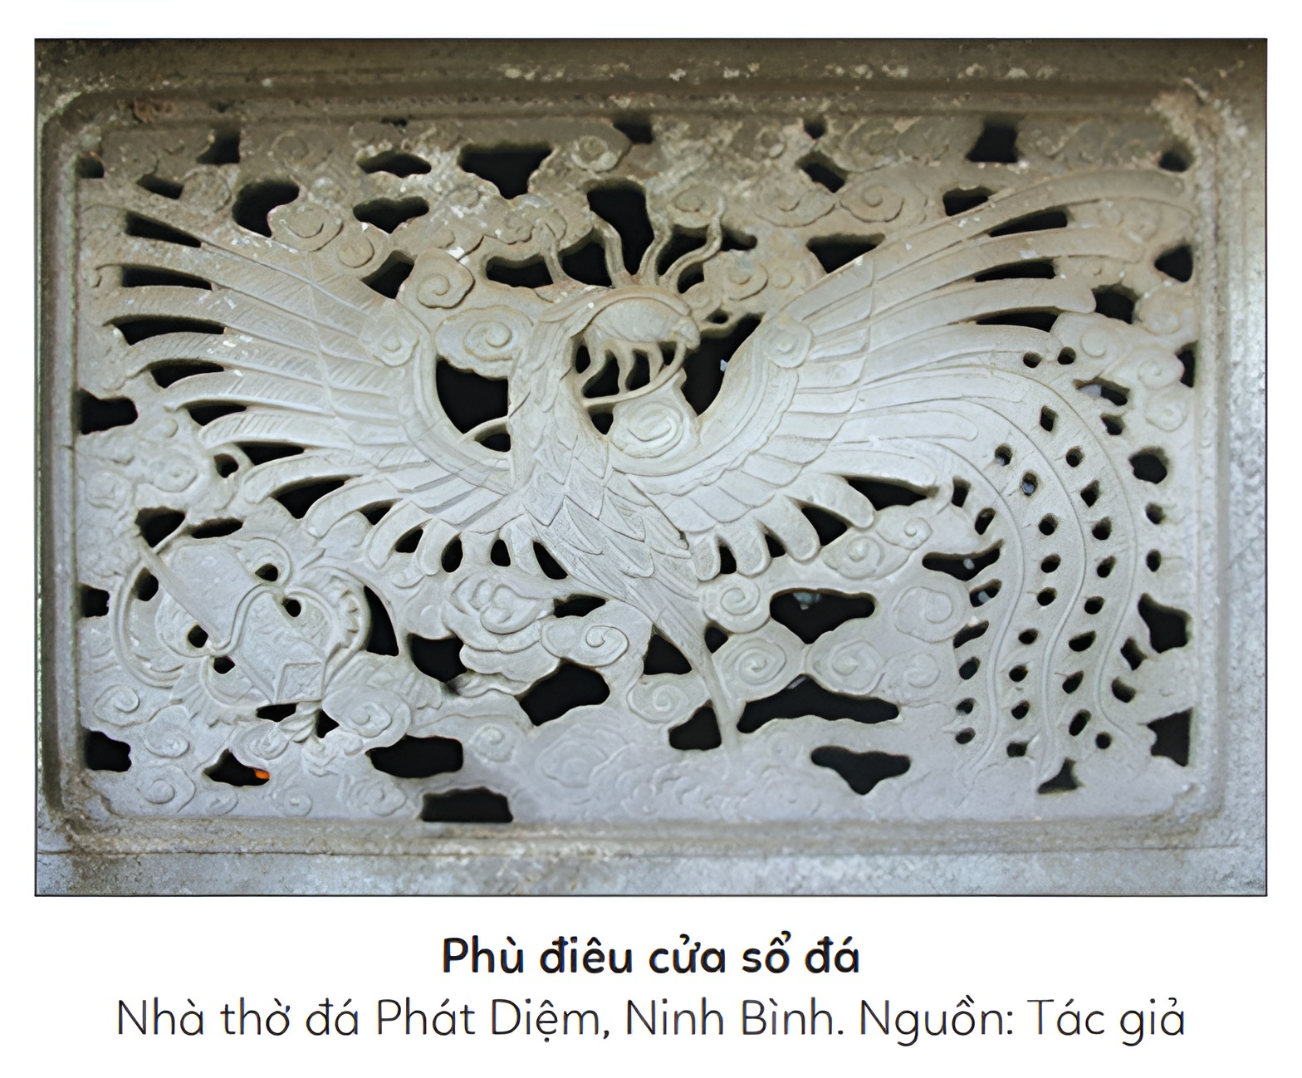 Phù điêu cửa sổ đá
Nhà thờ đá Phát Diệm, Ninh Bình. Nguồn: Tác giả